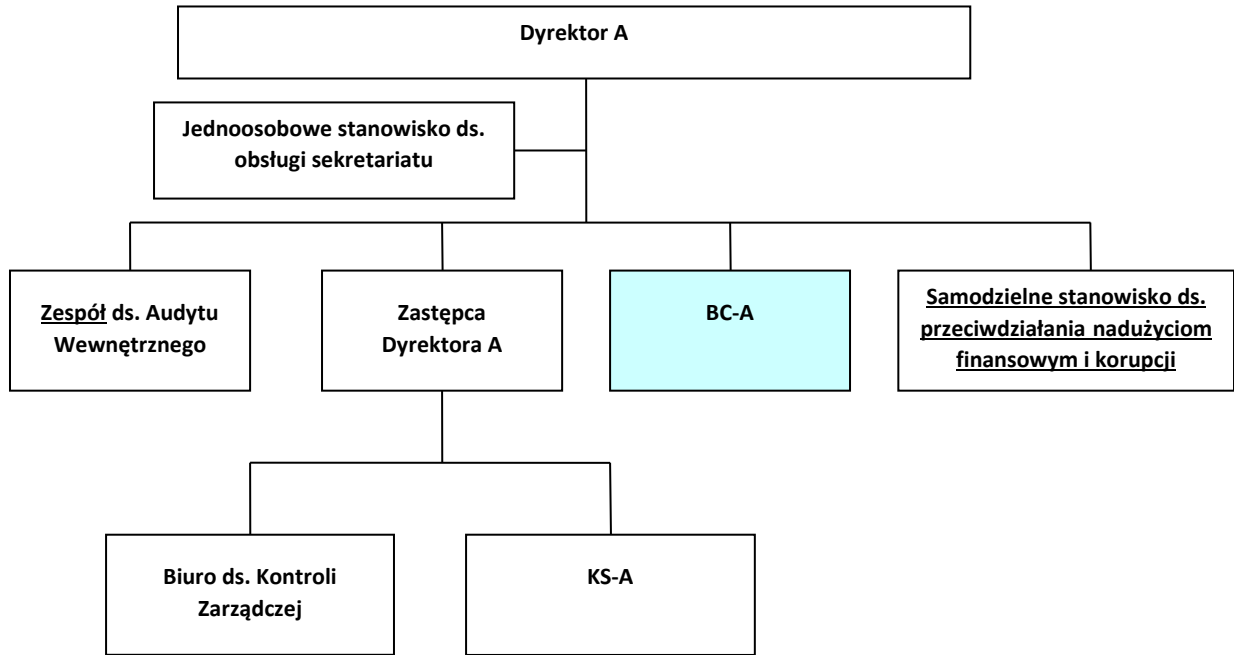 Dyrektor A
Jednoosobowe stanowisko ds.
obsługi sekretariatu
Zespół ds. Audytu
Wewnętrznego
Zastępca
Dyrektora A
BC-A
Samodzielne stanowisko ds.
przeciwdziałania nadużyciom
finansowym i korupcji
Biuro ds. Kontroli
Zarządczej
KS-A